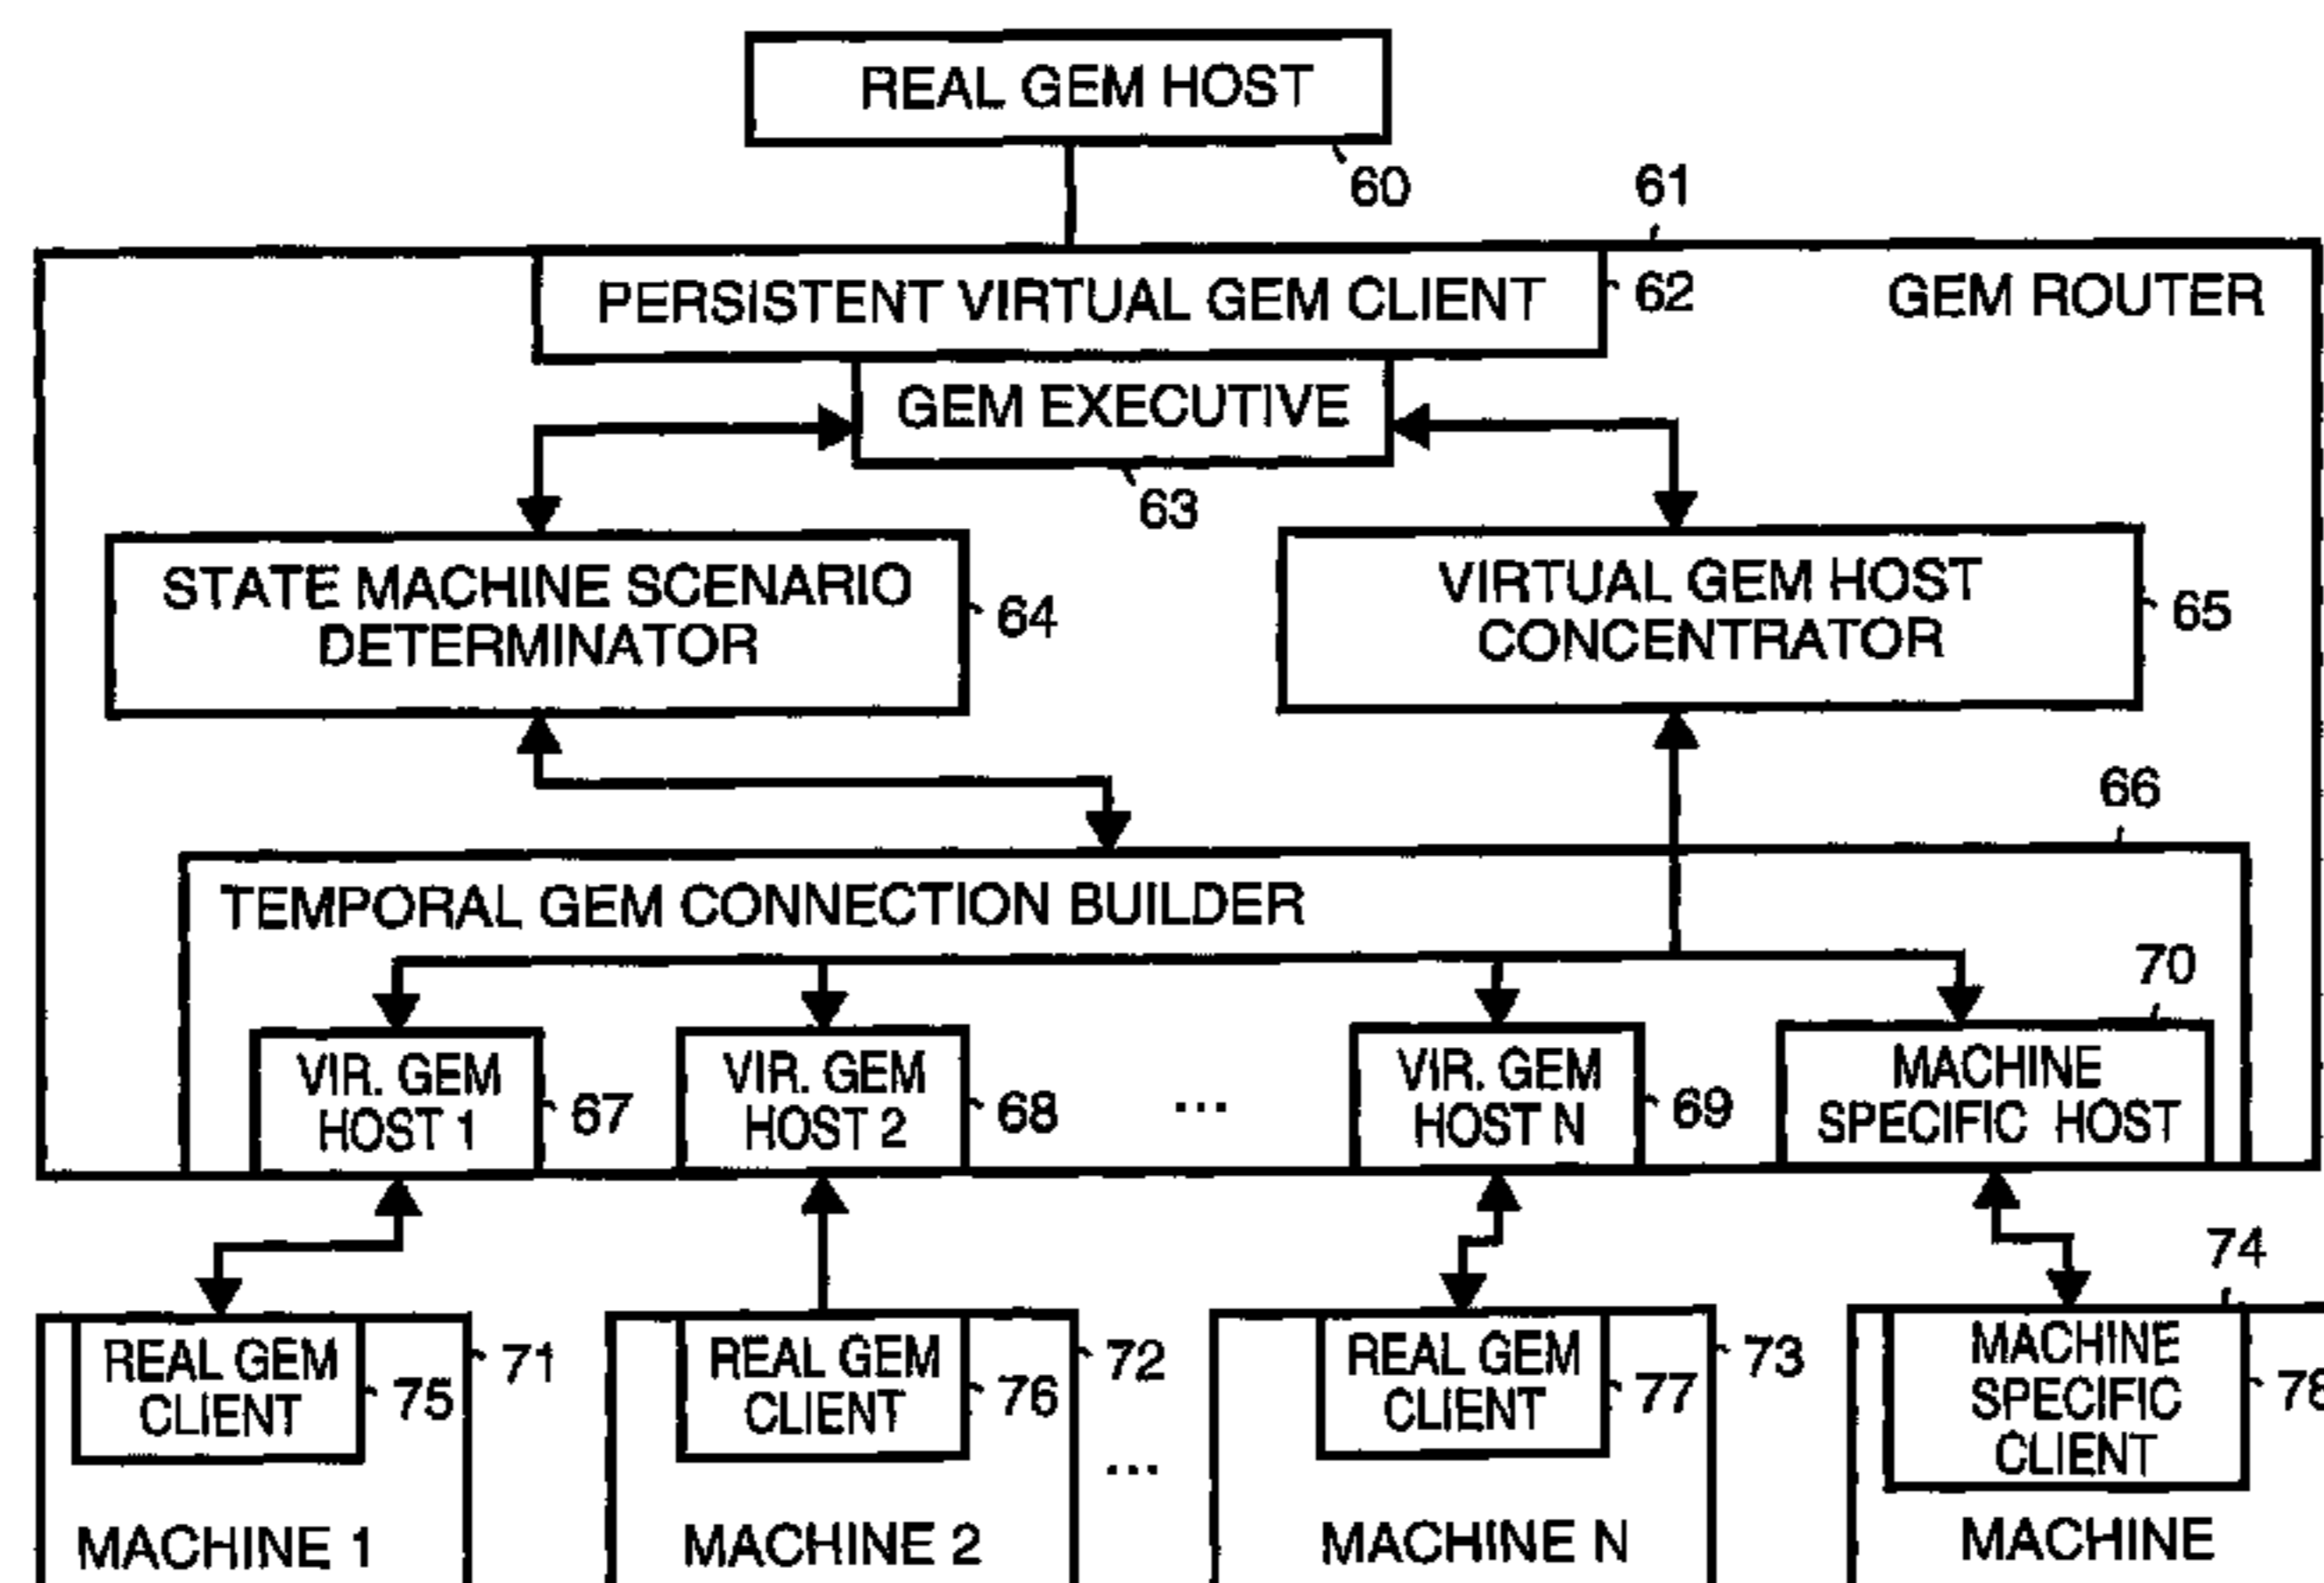 REAL GEM HOST
60
61
PERSISTENT VIRTUAL GEM CLIENT
62
GEM ROUTER
GEM EXECUTIVE
63
STATE MACHINE SCENARIO
DETERMINATOR
64
VIRTUAL GEM HOST
CONCENTRATOR
65
66
TEMPORAL GEM CONNECTION BUILDER
70
VIR. GEM
HOST 1
67
VIR. GEM
HOST 2
68
...
VIR. GEM
HOST N
69
MACHINE
SPECIFIC HOST
74
REAL GEM
CLIENT
75
71
REAL GEM
CLIENT
76
72
...
REAL GEM
CLIENT
77
73
MACHINE
SPECIFIC
CLIENT
78
MACHINE 1
MACHINE 2
MACHINE N
MACHINE